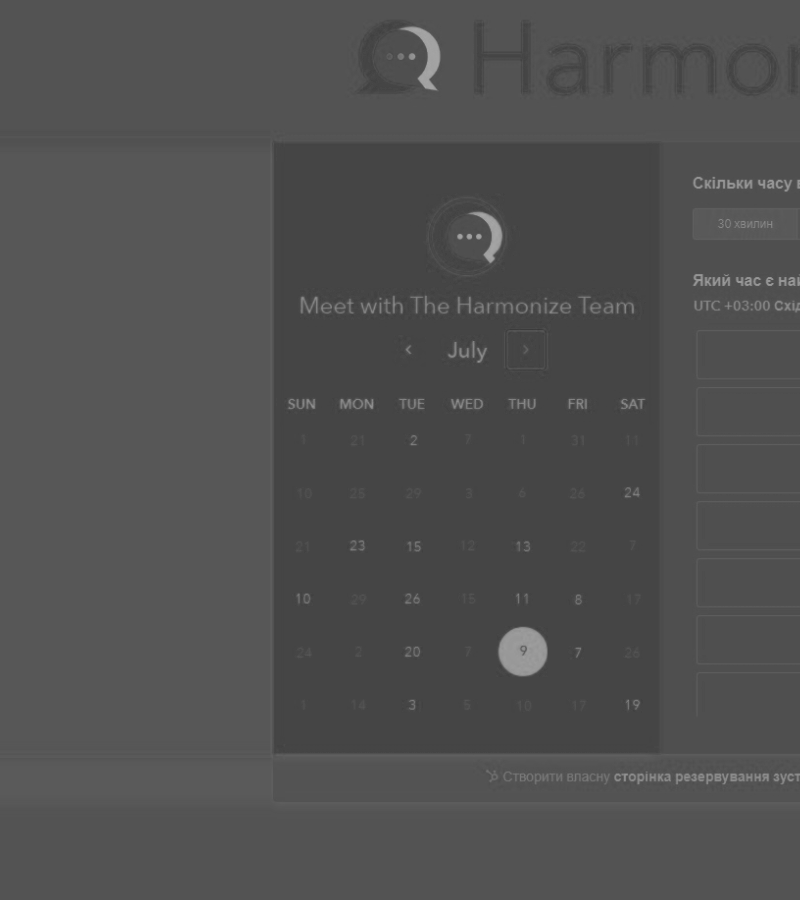 Harmon
Meet with The Harmonize Team
‹ July ›
SUN MON TUE WED THU FRI SAT
1 21 2 7 1 31 11
10 25 29 3 6 26 24
21 23 15 12 13 22 7
10 29 26 15 11 8 17
24 2 20 7 9 7 26
1 14 3 5 10 17 19
Скільки часу
30 хвилин
Який час є най
UTC +03:00 Схід
Створити власну сторінка резервування зуст